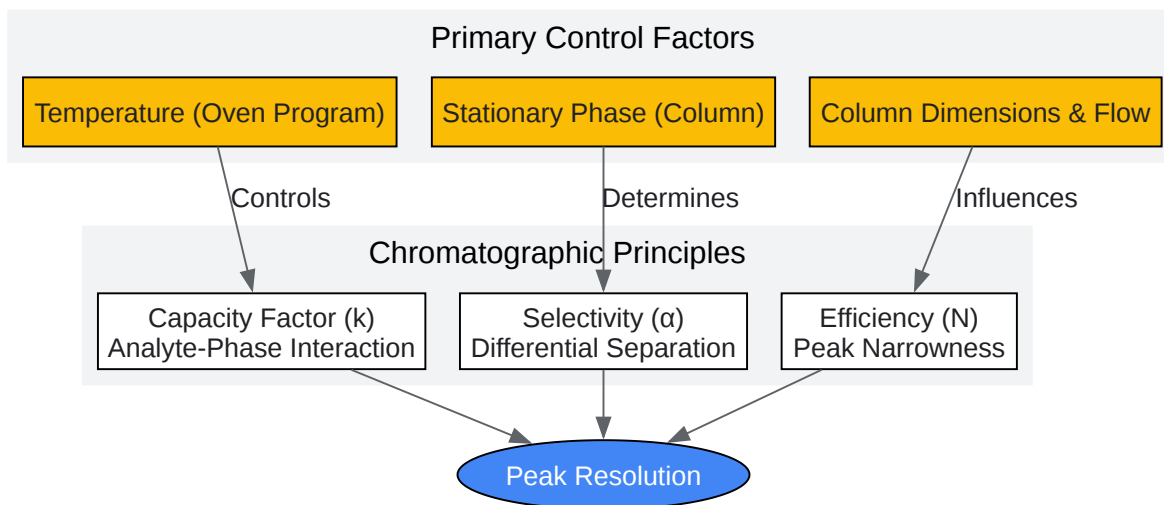 Primary Control Factors
Temperature (Oven Program)
Stationary Phase (Column)
Column Dimensions & Flow
Controls
Determines
Influences
Chromatographic Principles
Capacity Factor (k)
Analyte-Phase Interaction
Selectivity (α)
Differential Separation
Efficiency (N)
Peak Narrowness
Peak Resolution